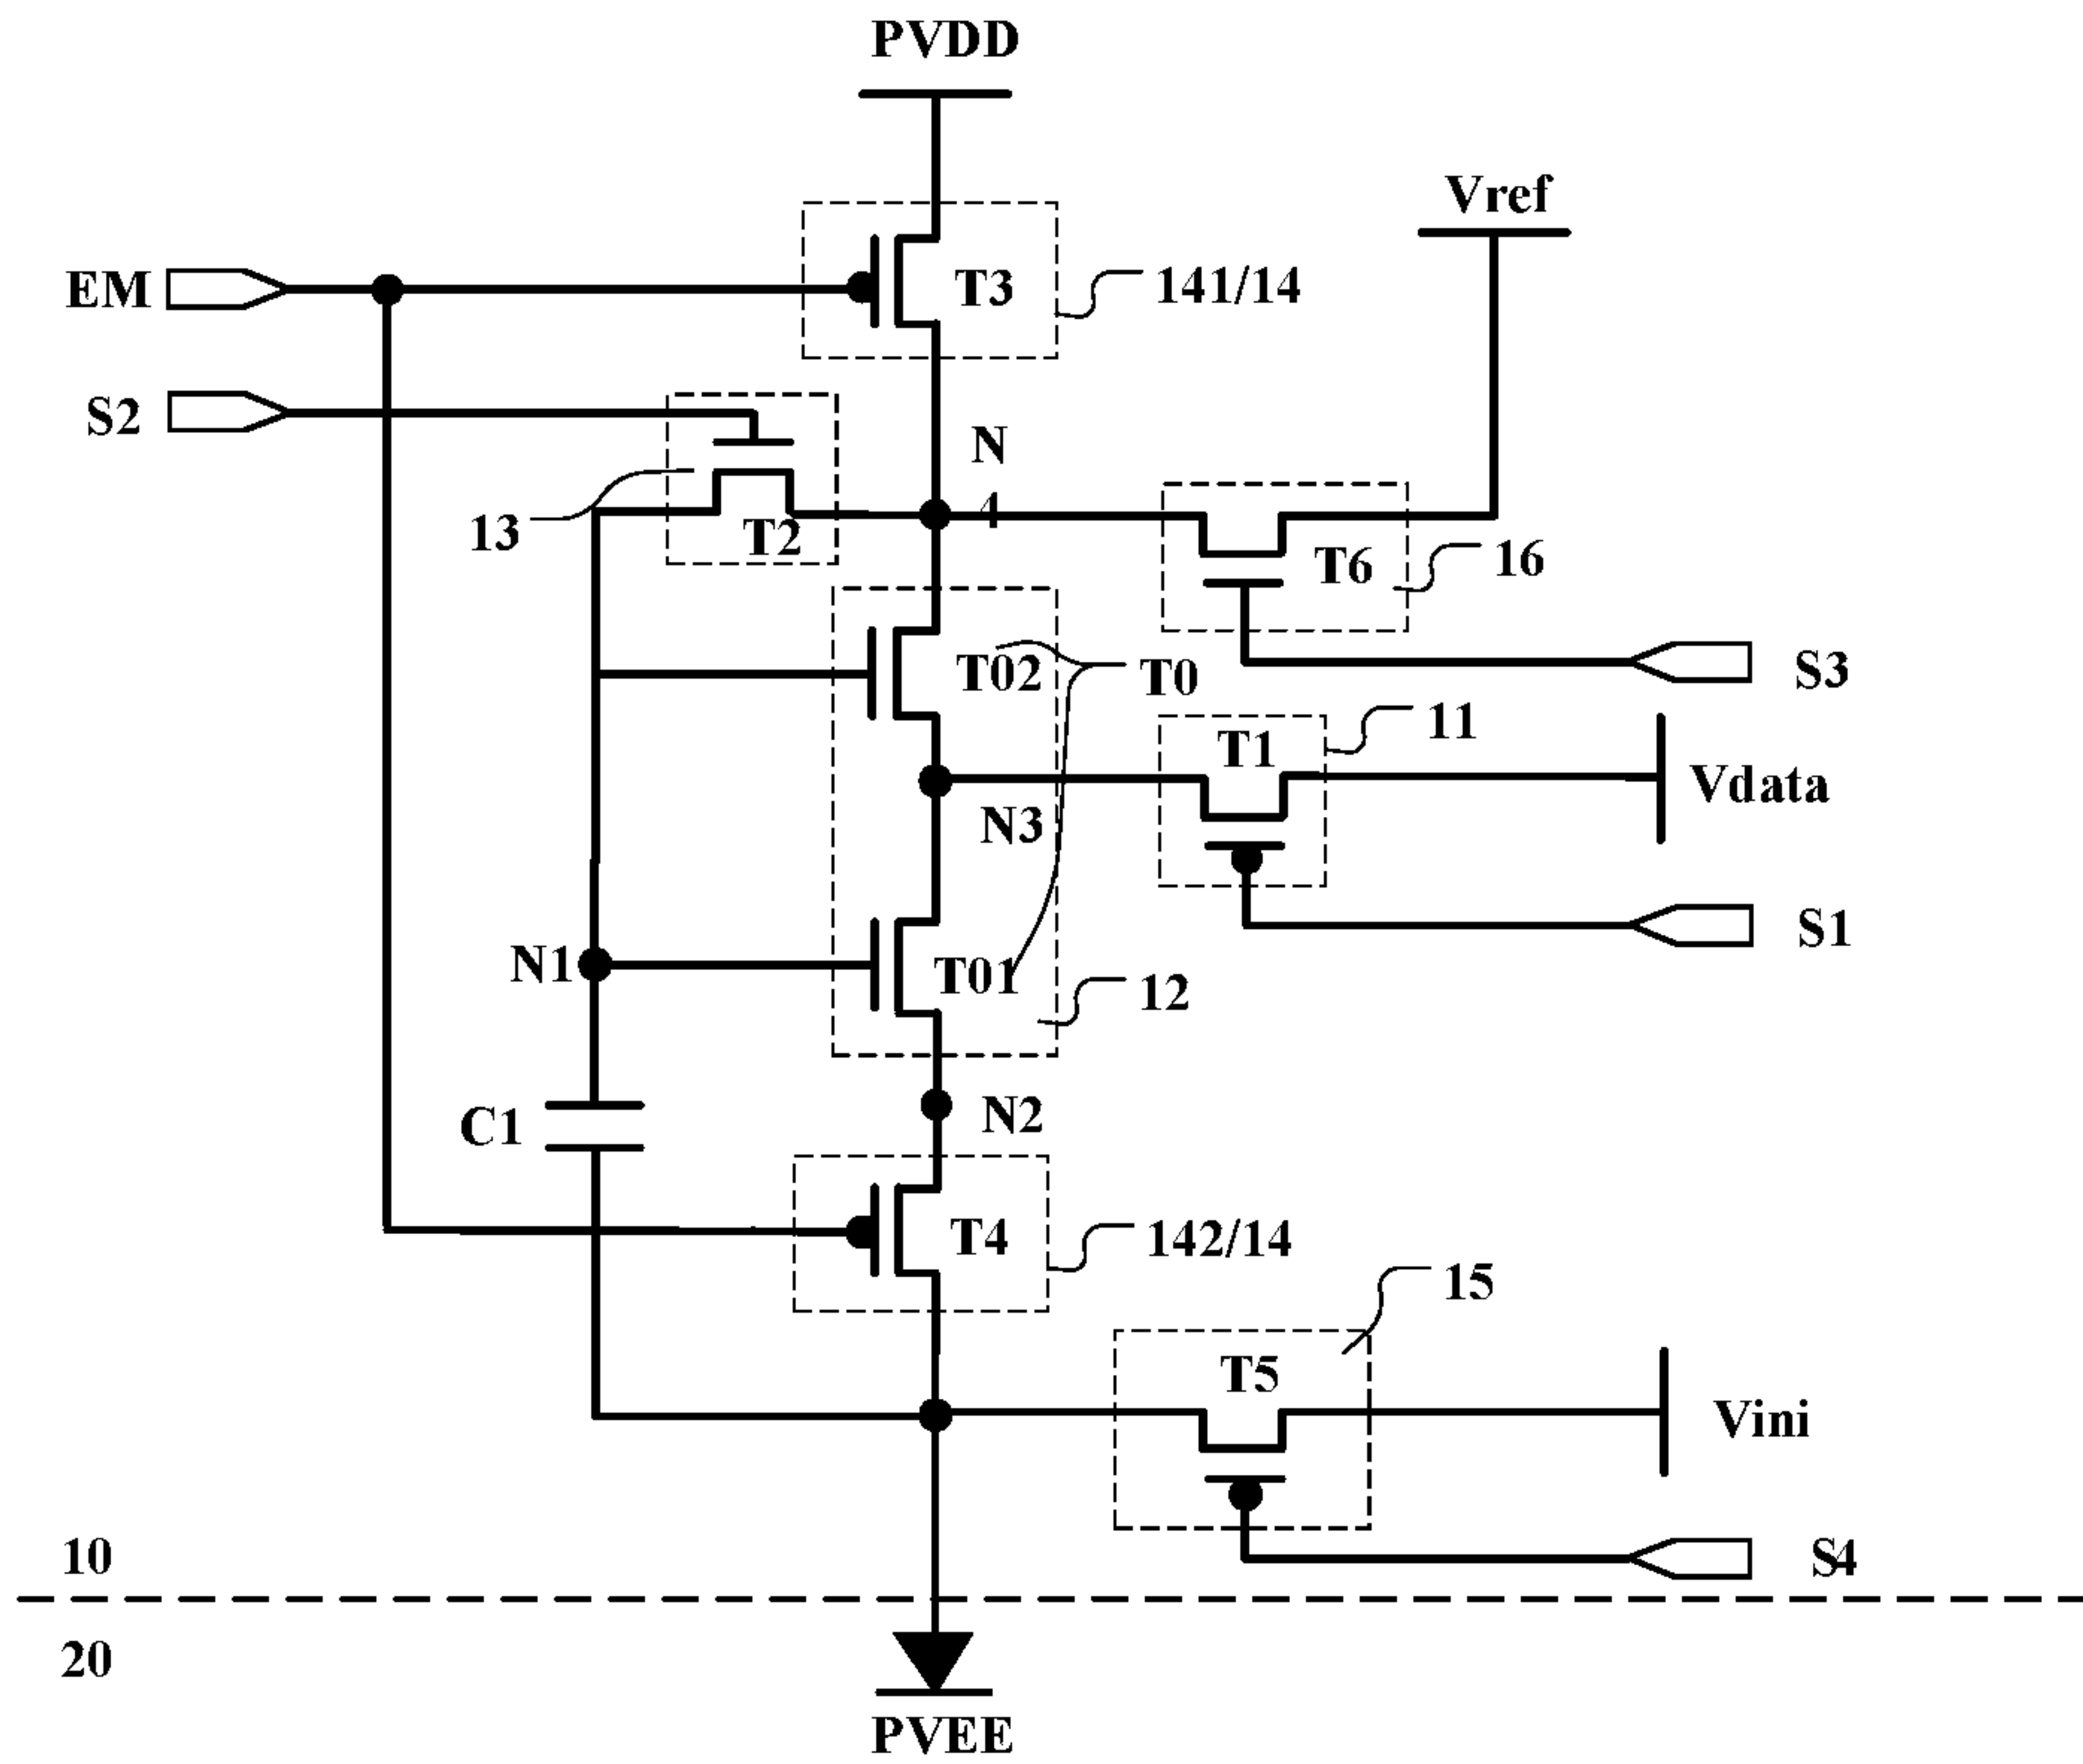 PVDD
Vref
EM
T3
141/14
S2
N
4
13
T2
T6
16
T02
T0
S3
T1
11
Vdata
N3
S1
N1
T01
12
C1
N2
T4
142/14
15
T5
Vini
10
S4
20
PVEE